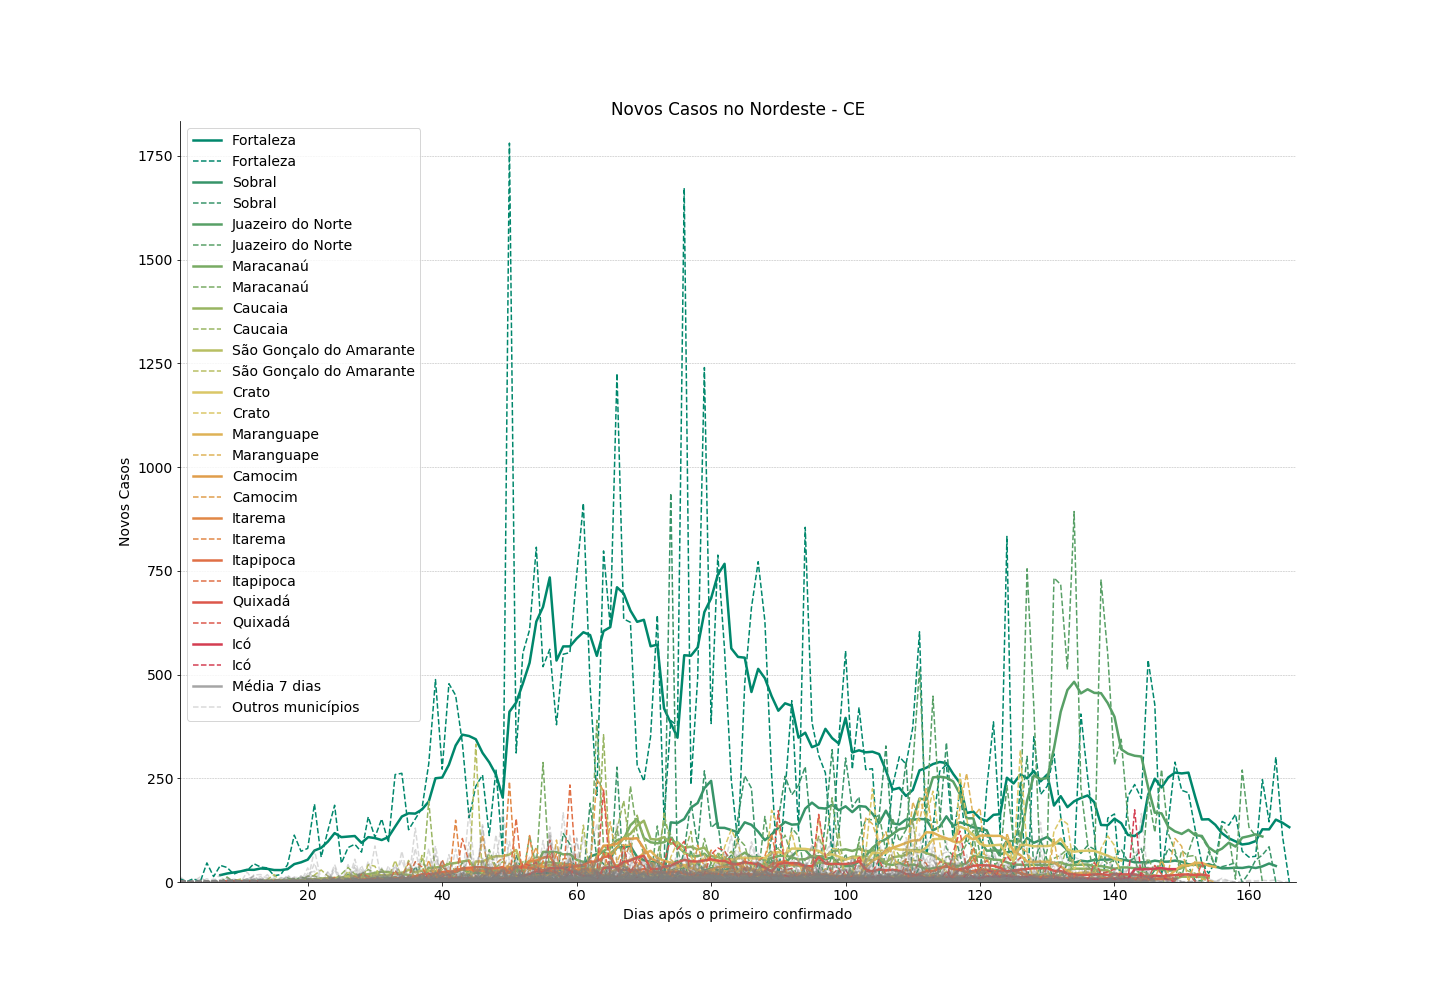 Novos Casos no Nordeste - CE
Fortaleza
Fortaleza
Sobral
Sobral
Juazeiro do Norte
Juazeiro do Norte
Maracanaú
Maracanaú
Caucaia
Caucaia
São Gonçalo do Amarante
São Gonçalo do Amarante
Crato
Crato
Maranguape
Maranguape
Camocim
Camocim
Itarema
Itarema
Itapipoca
Itapipoca
Quixadá
Quixadá
Icó
Icó
Média 7 dias
Outros municípios
Novos Casos
1750
1500
1250
1000
750
500
250
0
20 40 60 80 100 120 140 160
Dias após o primeiro confirmado